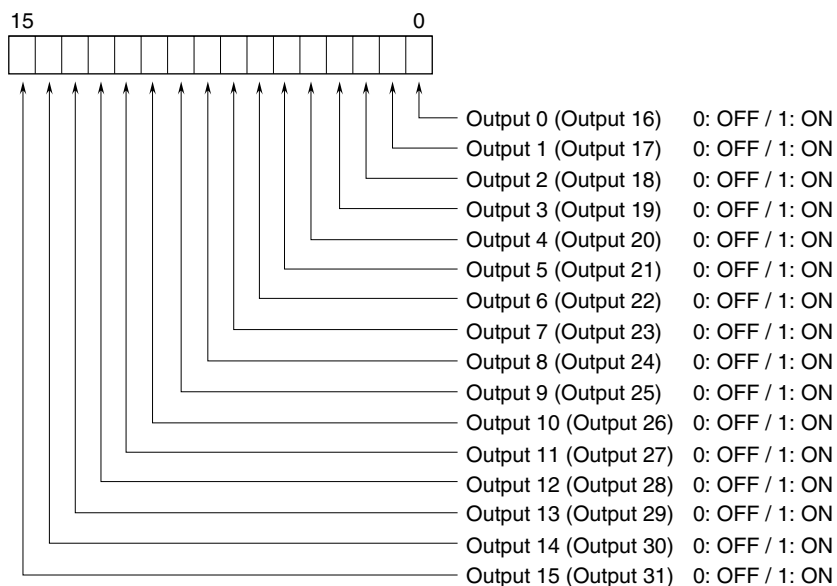 15 0
Output 0 (Output 16) 0: OFF / 1: ON
Output 1 (Output 17) 0: OFF / 1: ON
Output 2 (Output 18) 0: OFF / 1: ON
Output 3 (Output 19) 0: OFF / 1: ON
Output 4 (Output 20) 0: OFF / 1: ON
Output 5 (Output 21) 0: OFF / 1: ON
Output 6 (Output 22) 0: OFF / 1: ON
Output 7 (Output 23) 0: OFF / 1: ON
Output 8 (Output 24) 0: OFF / 1: ON
Output 9 (Output 25) 0: OFF / 1: ON
Output 10 (Output 26) 0: OFF / 1: ON
Output 11 (Output 27) 0: OFF / 1: ON
Output 12 (Output 28) 0: OFF / 1: ON
Output 13 (Output 29) 0: OFF / 1: ON
Output 14 (Output 30) 0: OFF / 1: ON
Output 15 (Output 31) 0: OFF / 1: ON